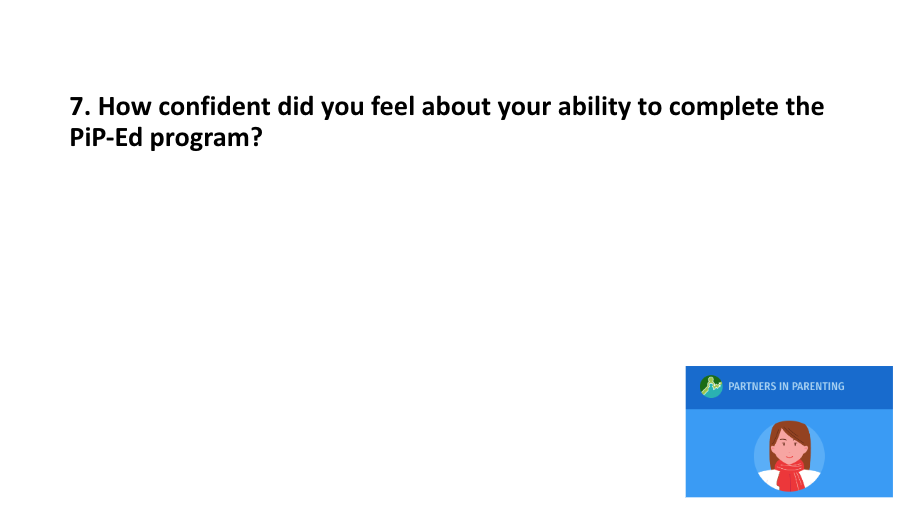 7. How confident did you feel about your ability to complete the
PiP-Ed program?
PARTNERS IN PARENTING